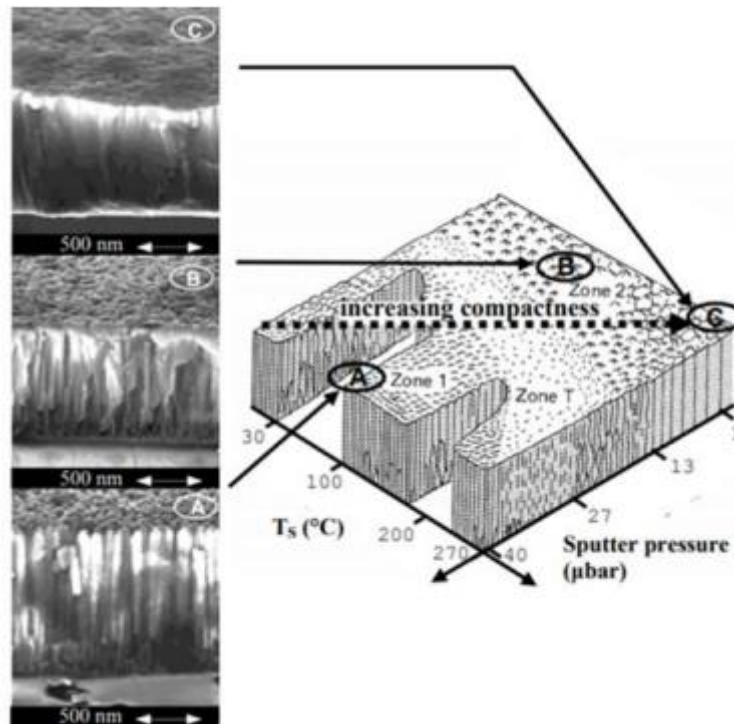 C
500 nm
B
500 nm
A
500 nm
B
Zone 2
increasing compactness
C
A
Zone 1
Zone T
30
100
200
270
40
27
13
T_S (°C)
Sputter pressure
(µbar)